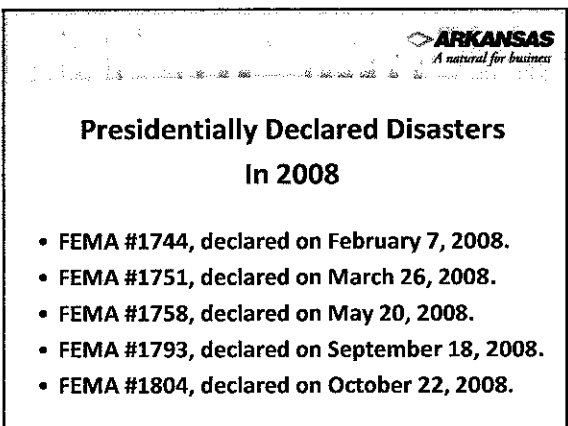 ARKANSAS
A natural for business
Presidentially Declared Disasters
In 2008
• FEMA #1744, declared on February 7, 2008.
• FEMA #1751, declared on March 26, 2008.
• FEMA #1758, declared on May 20, 2008.
• FEMA #1793, declared on September 18, 2008.
• FEMA #1804, declared on October 22, 2008.